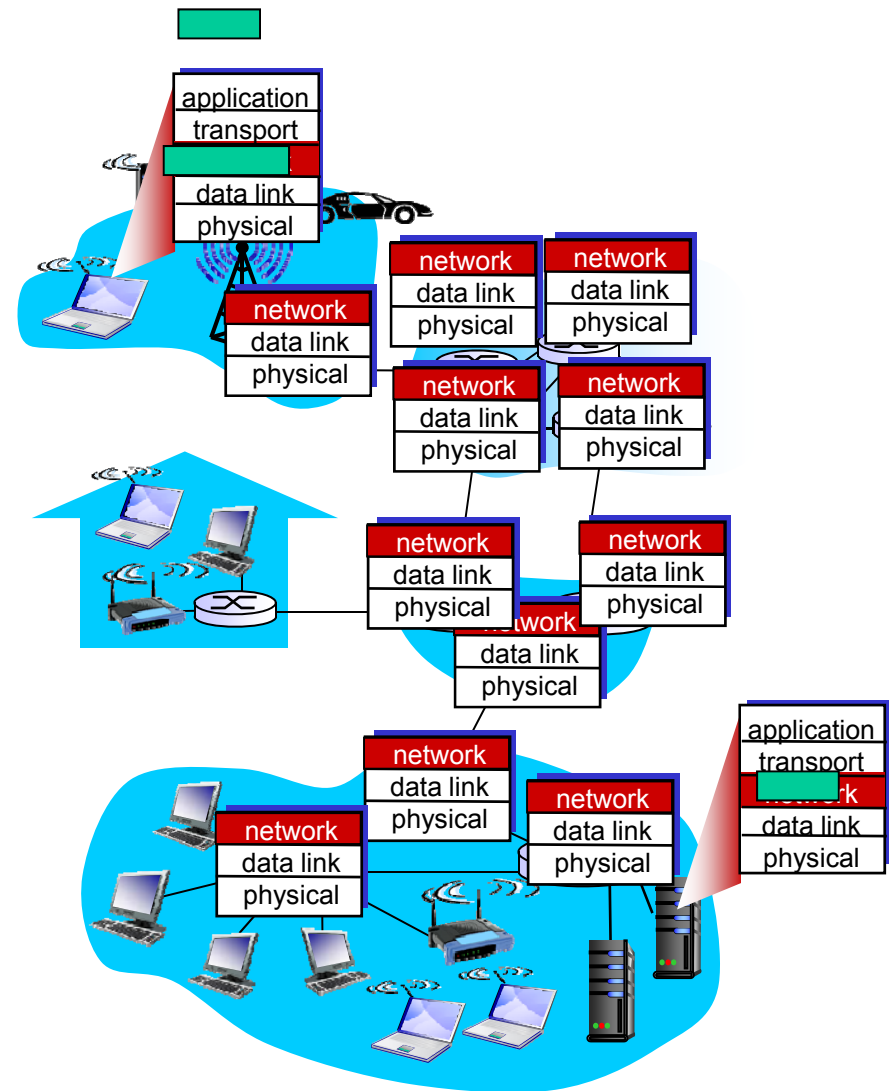 application
transport
data link
physical
network
data link
physical
network
data link
physical
network
data link
physical
network
data link
physical
network
data link
physical
network
data link
physical
network
data link
physical
network
data link
physical
application
transport
network
data link
physical
network
data link
physical
network
data link
physical
network
data link
physical